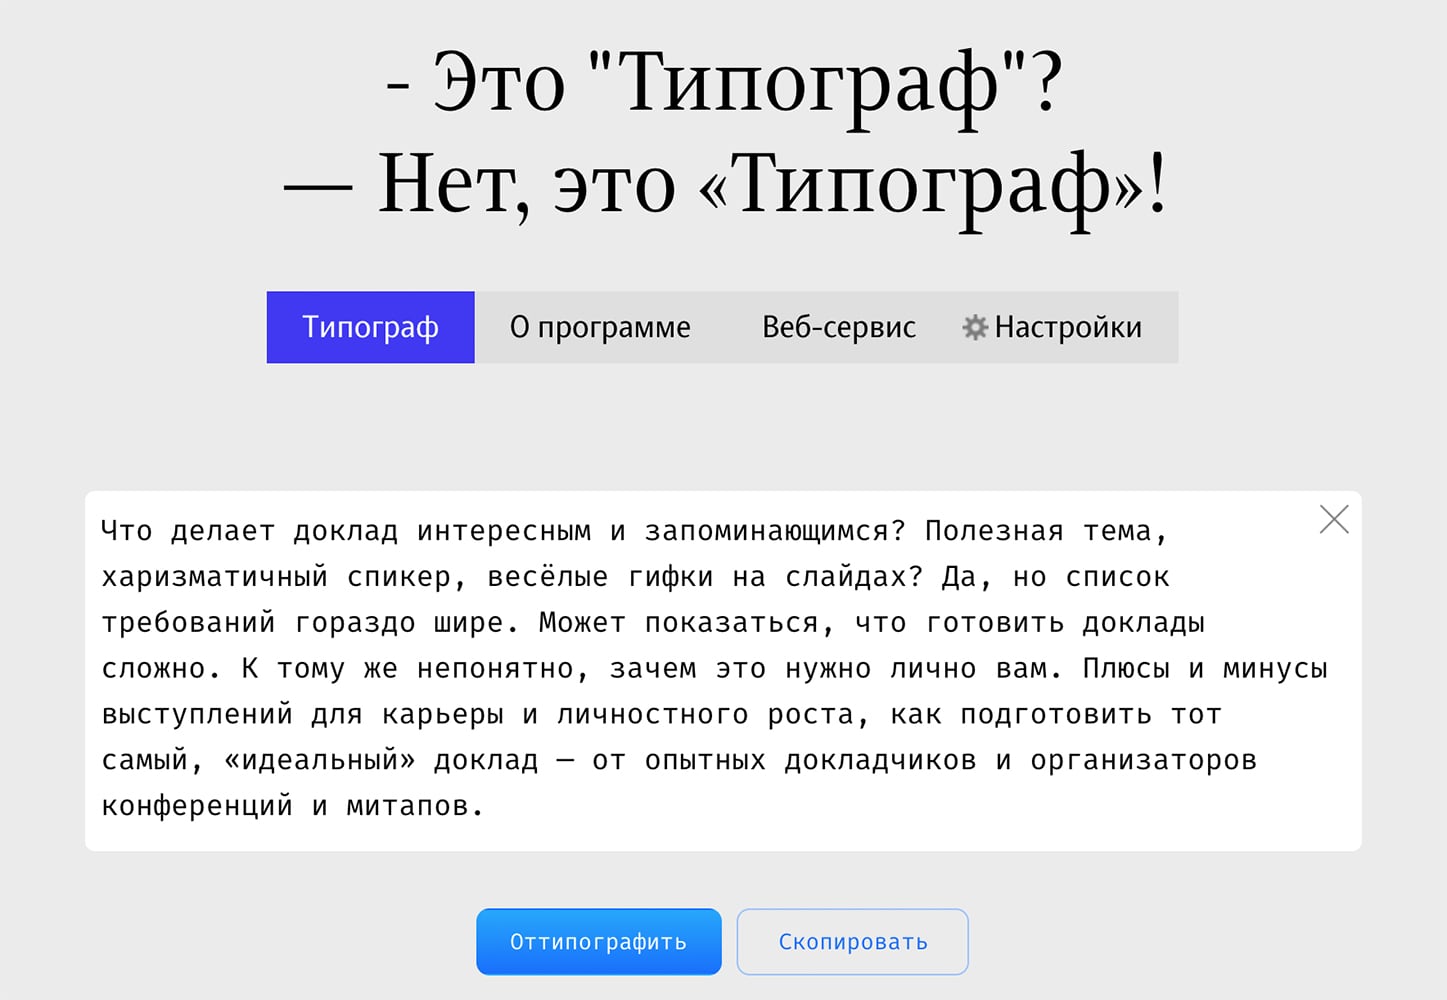 - Это "Типограф"?
— Нет, это «Типограф»!
Типограф О программе Веб-сервис Настройки
Что делает доклад интересным и запоминающимся? Полезная тема,
харизматичный спикер, весёлые гифки на слайдах? Да, но список
требований гораздо шире. Может показаться, что готовить доклады
сложно. К тому же непонятно, зачем это нужно лично вам. Плюсы и минусы
выступлений для карьеры и личностного роста, как подготовить тот
самый, «идеальный» доклад — от опытных докладчиков и организаторов
конференций и митапов.
Оттипографить Скопировать